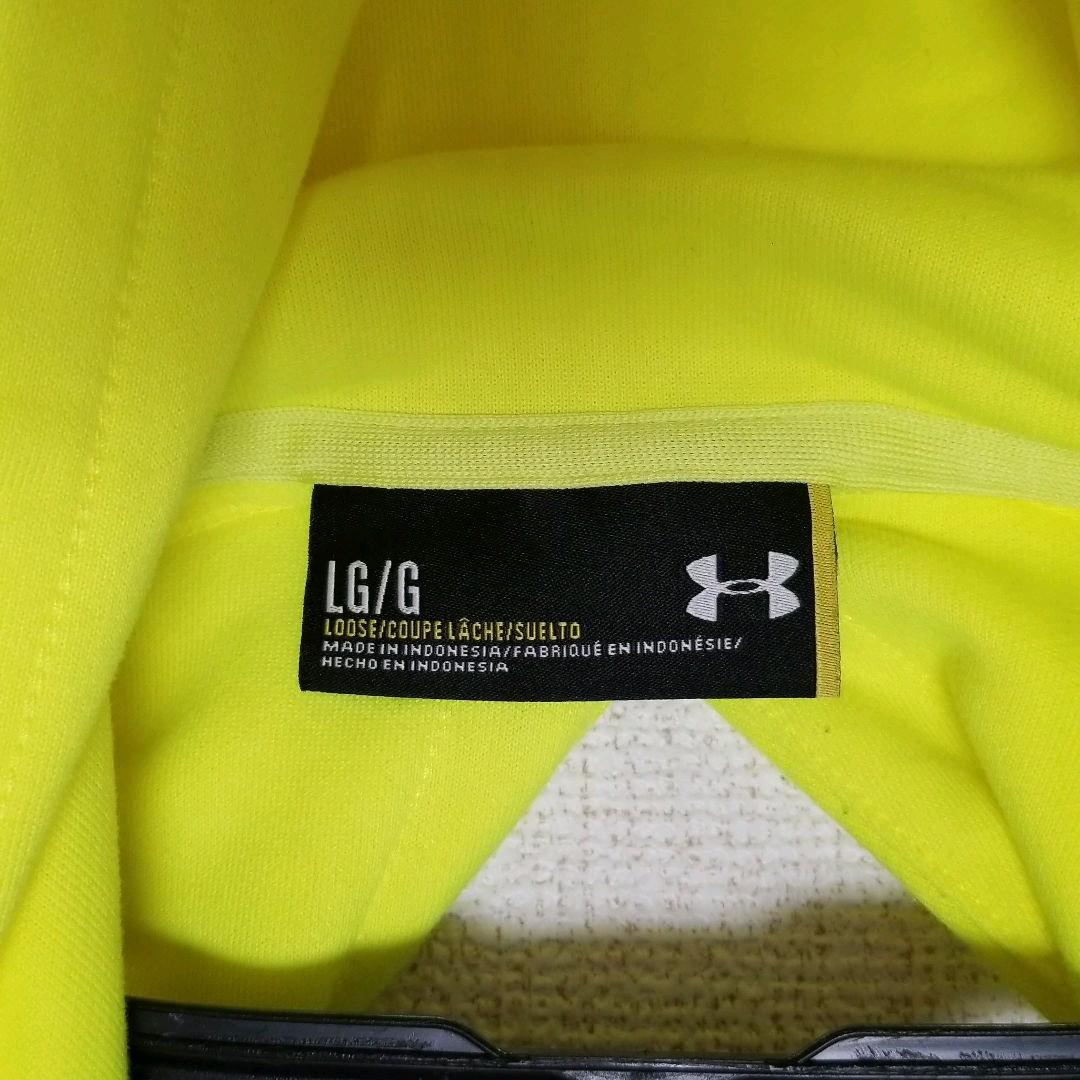 LG/G
LOOSE/COUPE LÂCHE/SUELTO
MADE IN INDONESIA/FABRIQUÉ EN INDONÉSIE/
HECHO EN INDONESIA